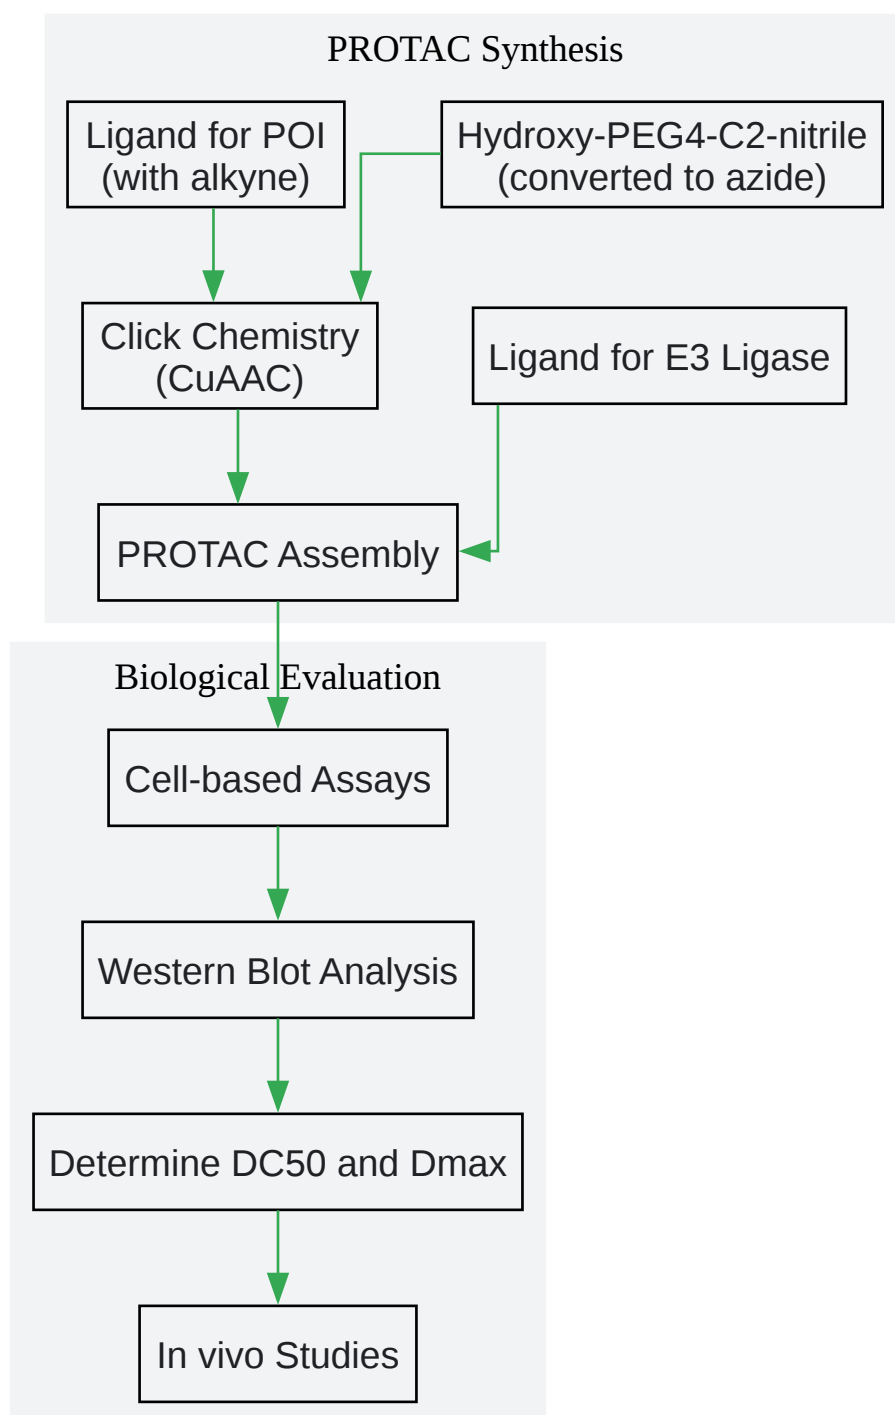 PROTAC Synthesis
Ligand for POI
(with alkyne)
Hydroxy-PEG4-C2-nitrile
(converted to azide)
Click Chemistry
(CuAAC)
Ligand for E3 Ligase
PROTAC Assembly
Biological Evaluation
Cell-based Assays
Western Blot Analysis
Determine DC50 and Dmax
In vivo Studies